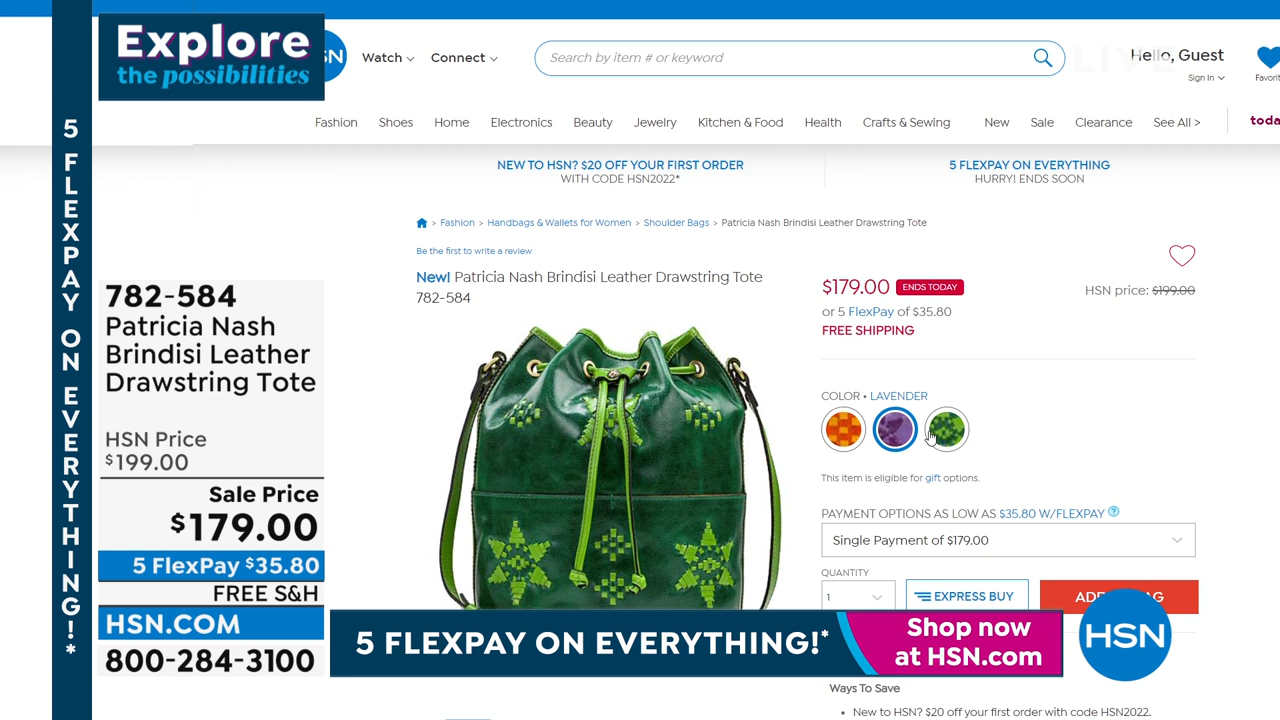 Explore
the possibilities
5 FLEXPAY ON EVERYTHING!*
Watch
Connect
Search by item # or keyword
LIVE
Hello, Guest
Sign In
Favorit
Fashion
Shoes
Home
Electronics
Beauty
Jewelry
Kitchen & Food
Health
Crafts & Sewing
New
Sale
Clearance
See All >
toda
NEW TO HSN? $20 OFF YOUR FIRST ORDER
WITH CODE HSN2022*
5 FLEXPAY ON EVERYTHING
HURRY! ENDS SOON
> Fashion > Handbags & Wallets for Women > Shoulder Bags > Patricia Nash Brindisi Leather Drawstring Tote
Be the first to write a review
New! Patricia Nash Brindisi Leather Drawstring Tote
782-584
$179.00 ENDS TODAY
HSN price: $199.00
or 5 FlexPay of $35.80
FREE SHIPPING
COLOR • LAVENDER
This item is eligible for gift options.
PAYMENT OPTIONS AS LOW AS $35.80 W/FLEXPAY ?
Single Payment of $179.00
QUANTITY
1
EXPRESS BUY
782-584
Patricia Nash
Brindisi Leather
Drawstring Tote
HSN Price
$199.00
Sale Price
$179.00
5 FlexPay $35.80
FREE S&H
HSN.COM
800-284-3100
5 FLEXPAY ON EVERYTHING!*
Shop now
at HSN.com
HSN
Ways To Save
• New to HSN? $20 off your first order with code HSN2022.